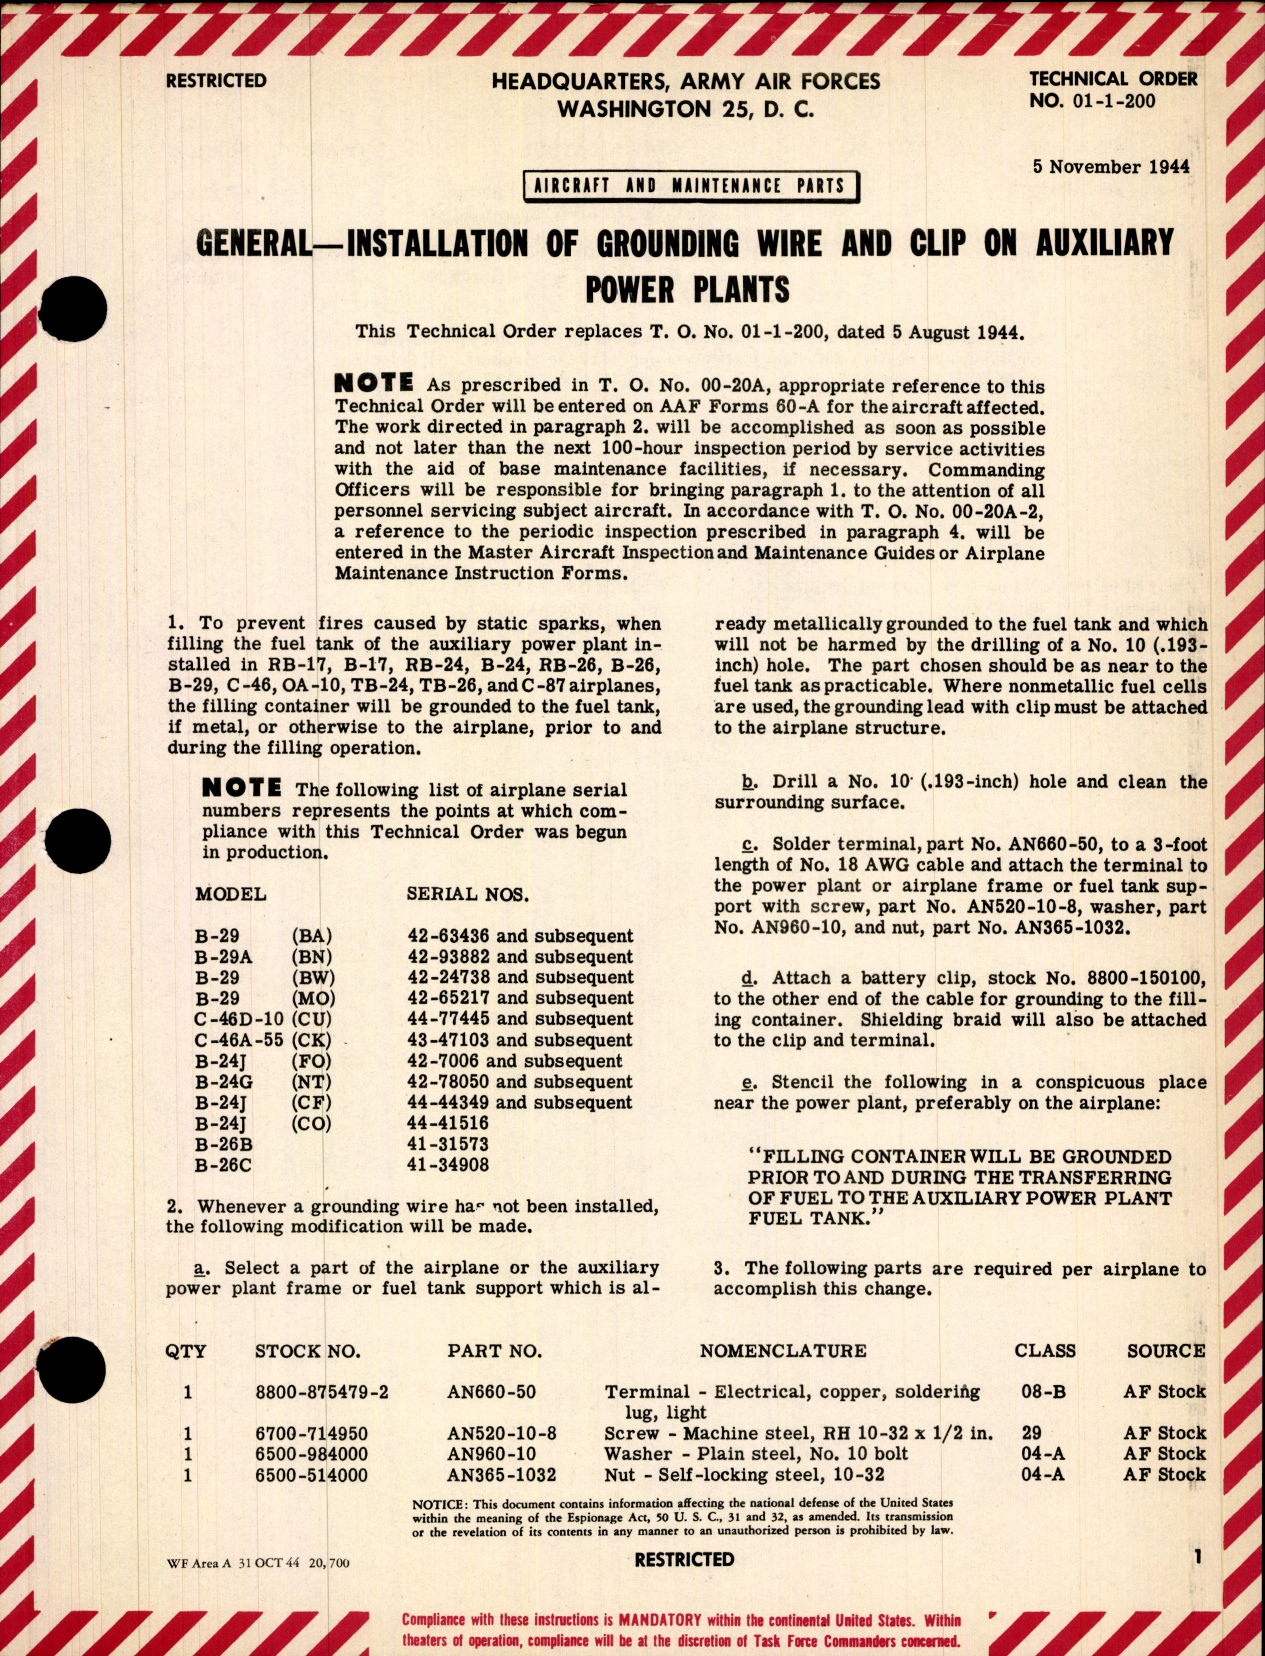 RESTRICTED
HEADQUARTERS, ARMY AIR FORCES
WASHINGTON 25, D. C.
TECHNICAL ORDER
NO. 01-1-200
5 November 1944
AIRCRAFT AND MAINTENANCE PARTS
GENERAL—INSTALLATION OF GROUNDING WIRE AND CLIP ON AUXILIARY
POWER PLANTS
This Technical Order replaces T. O. No. 01-1-200, dated 5 August 1944.
NOTE As prescribed in T. O. No. 00-20A, appropriate reference to this
Technical Order will be entered on AAF Forms 60-A for the aircraft affected.
The work directed in paragraph 2. will be accomplished as soon as possible
and not later than the next 100-hour inspection period by service activities
with the aid of base maintenance facilities, if necessary. Commanding
Officers will be responsible for bringing paragraph 1. to the attention of all
personnel servicing subject aircraft. In accordance with T. O. No. 00-20A-2,
a reference to the periodic inspection prescribed in paragraph 4. will be
entered in the Master Aircraft Inspection and Maintenance Guides or Airplane
Maintenance Instruction Forms.
1. To prevent fires caused by static sparks, when
filling the fuel tank of the auxiliary power plant in-
stalled in RB-17, B-17, RB-24, B-24, RB-26, B-26,
B-29, C-46, OA-10, TB-24, TB-26, and C-87 airplanes,
the filling container will be grounded to the fuel tank,
if metal, or otherwise to the airplane, prior to and
during the filling operation.
NOTE The following list of airplane serial
numbers represents the points at which com-
pliance with this Technical Order was begun
in production.
MODEL SERIAL NOS.
B-29 (BA) 42-63436 and subsequent
B-29A (BN) 42-93882 and subsequent
B-29 (BW) 42-24738 and subsequent
B-29 (MO) 42-65217 and subsequent
C-46D-10 (CU) 44-77445 and subsequent
C-46A-55 (CK) 43-47103 and subsequent
B-24J (FO) 42-7006 and subsequent
B-24G (NT) 42-78050 and subsequent
B-24J (CF) 44-44349 and subsequent
B-24J (CO) 44-41516
B-26B 41-31573
B-26C 41-34908
2. Whenever a grounding wire has not been installed,
the following modification will be made.
a. Select a part of the airplane or the auxiliary
power plant frame or fuel tank support which is al-
ready metallically grounded to the fuel tank and which
will not be harmed by the drilling of a No. 10 (.193-
inch) hole. The part chosen should be as near to the
fuel tank as practicable. Where nonmetallic fuel cells
are used, the grounding lead with clip must be attached
to the airplane structure.
b. Drill a No. 10 (.193-inch) hole and clean the
surrounding surface.
c. Solder terminal, part No. AN660-50, to a 3-foot
length of No. 18 AWG cable and attach the terminal to
the power plant or airplane frame or fuel tank sup-
port with screw, part No. AN520-10-8, washer, part
No. AN960-10, and nut, part No. AN365-1032.
d. Attach a battery clip, stock No. 8800-150100,
to the other end of the cable for grounding to the fill-
ing container. Shielding braid will also be attached
to the clip and terminal.
e. Stencil the following in a conspicuous place
near the power plant, preferably on the airplane:
"FILLING CONTAINER WILL BE GROUNDED
PRIOR TO AND DURING THE TRANSFERRING
OF FUEL TO THE AUXILIARY POWER PLANT
FUEL TANK."
3. The following parts are required per airplane to
accomplish this change.
QTY STOCK NO. PART NO. NOMENCLATURE CLASS SOURCE
1 8800-875479-2 AN660-50 Terminal - Electrical, copper, soldering 08-B AF Stock
lug, light
1 6700-714950 AN520-10-8 Screw - Machine steel, RH 10-32 x 1/2 in. 29 AF Stock
1 6500-984000 AN960-10 Washer - Plain steel, No. 10 bolt 04-A AF Stock
1 6500-514000 AN365-1032 Nut - Self-locking steel, 10-32 04-A AF Stock
NOTICE: This document contains information affecting the national defense of the United States
within the meaning of the Espionage Act, 50 U. S. C., 31 and 32, as amended. Its transmission
or the revelation of its contents in any manner to an unauthorized person is prohibited by law.
WF Area A 31 OCT 44 20,700
RESTRICTED
1
Compliance with these instructions is MANDATORY within the continental United States. Within
theaters of operation, compliance will be at the discretion of Task Force Commanders concerned.